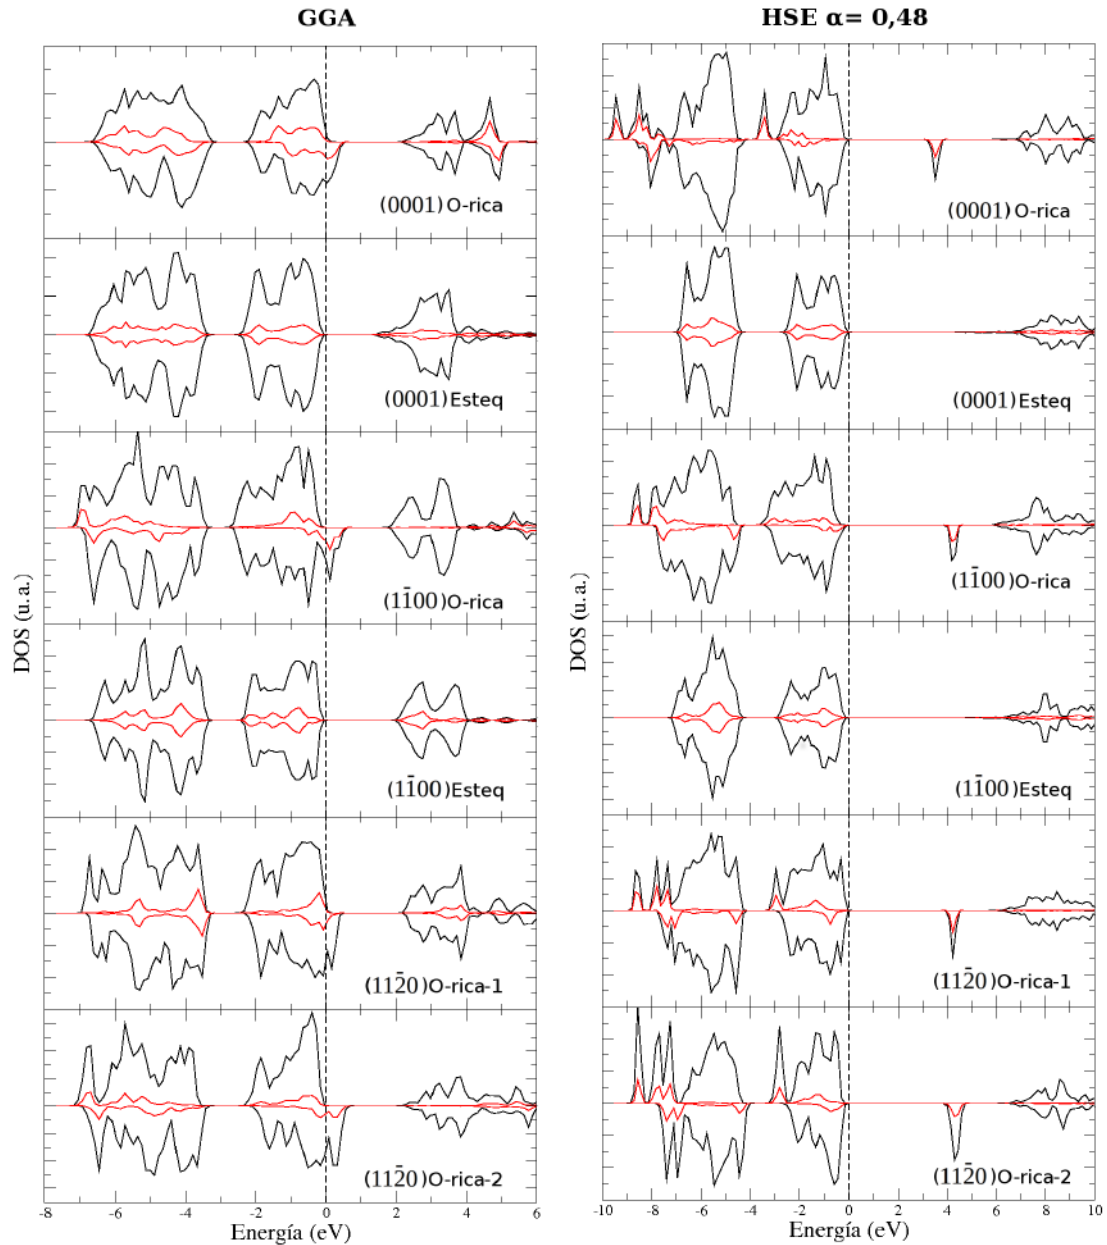 GGA
DOS (u. a.)
(0001) O-rica
(0001) Esteq
(11̄00) O-rica
(11̄00) Esteq
(112̄0) O-rica-1
(112̄0) O-rica-2
-8 -6 -4 -2 0 2 4 6
Energía (eV)
HSE α= 0,48
DOS (u. a.)
(0001) O-rica
(0001) Esteq
(11̄00) O-rica
(11̄00) Esteq
(112̄0) O-rica-1
(112̄0) O-rica-2
-10 -8 -6 -4 -2 0 2 4 6 8 10
Energía (eV)